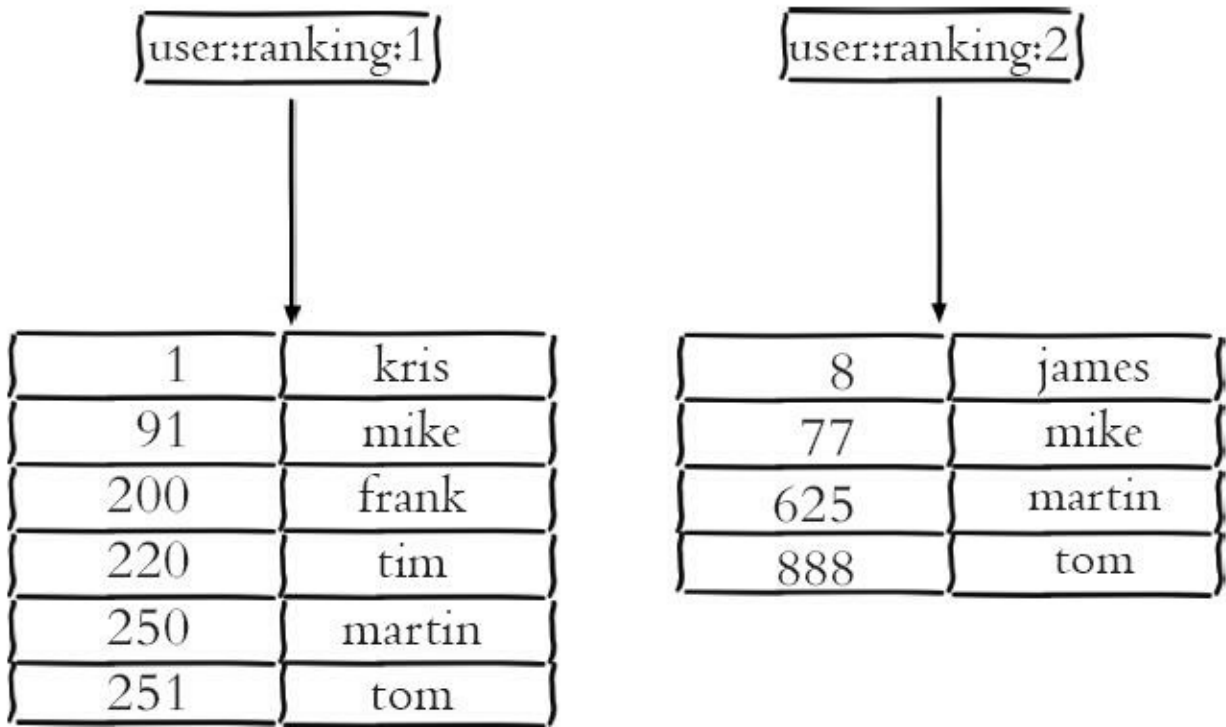 user:ranking:1
user:ranking:2
1 kris
91 mike
200 frank
220 tim
250 martin
251 tom
8 james
77 mike
625 martin
888 tom